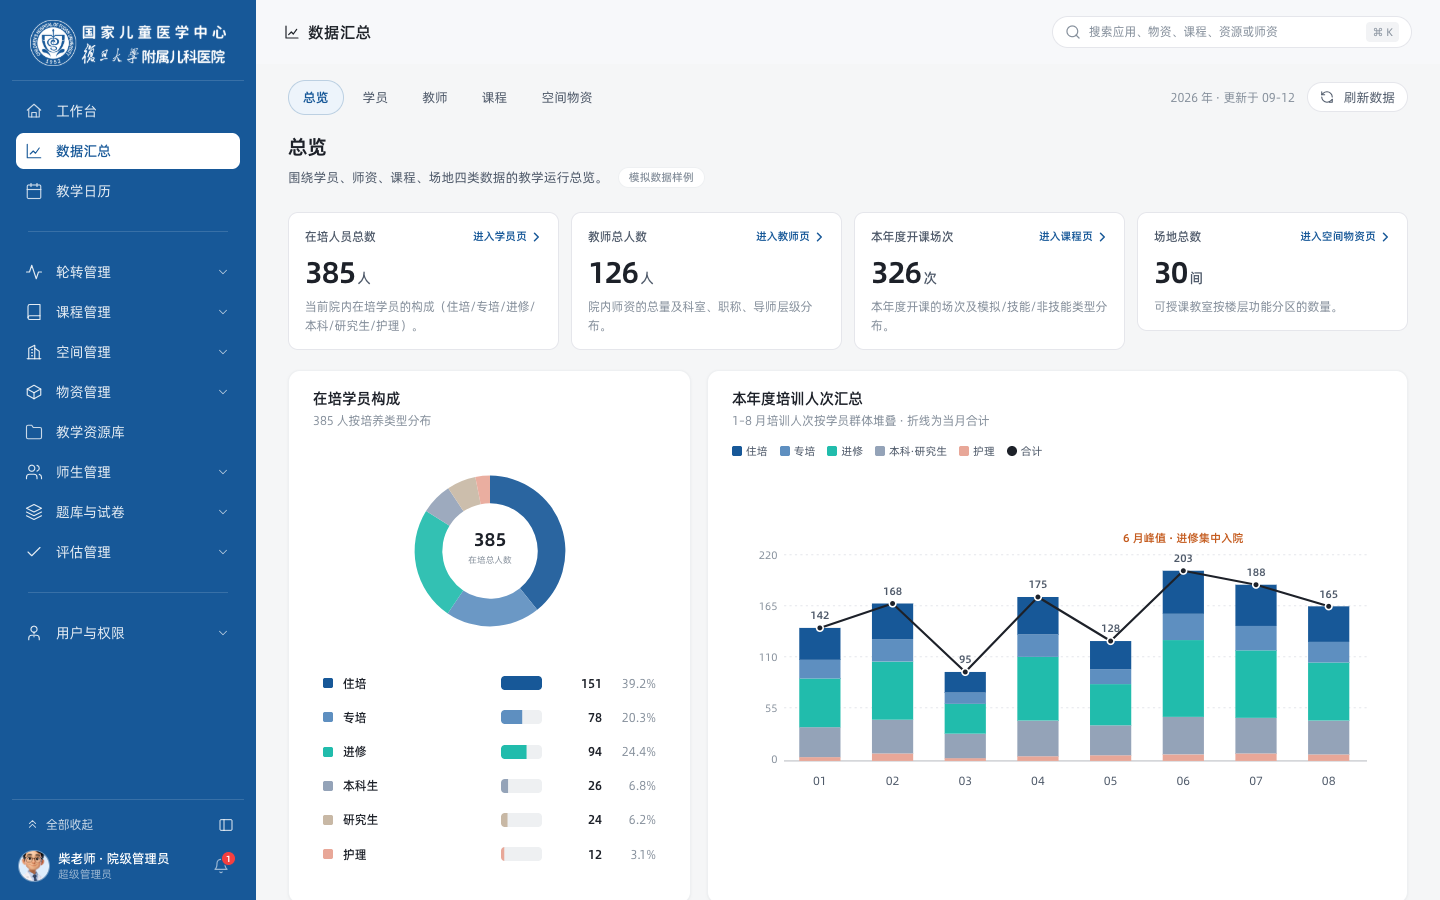 国家儿童医学中心
復旦大学附属儿科医院
工作台
数据汇总
教学日历
轮转管理
课程管理
空间管理
物资管理
教学资源库
师生管理
题库与试卷
评估管理
用户与权限
全部收起
柴老师 · 院级管理员
超级管理员
1
数据汇总
搜索应用、物资、课程、资源或师资
⌘ K
总览
学员
教师
课程
空间物资
2026 年 · 更新于 09-12
刷新数据
总览
围绕学员、师资、课程、场地四类数据的教学运行总览。
模拟数据样例
在培人员总数
进入学员页
385 人
当前院内在培学员的构成（住培/专培/进修/
本科/研究生/护理）。
教师总人数
进入教师页
126 人
院内师资的总量及科室、职称、导师层级分
布。
本年度开课场次
进入课程页
326 次
本年度开课的场次及模拟/技能/非技能类型分
布。
场地总数
进入空间物资页
30 间
可授课教室按楼层功能分区的数量。
在培学员构成
385 人按培养类型分布
385
在培总人数
住培 151 39.2%
专培 78 20.3%
进修 94 24.4%
本科生 26 6.8%
研究生 24 6.2%
护理 12 3.1%
本年度培训人次汇总
1-8 月培训人次按学员群体堆叠 · 折线为当月合计
住培 专培 进修 本科·研究生 护理 合计
6 月峰值 · 进修集中入院
220
165
110
55
0
142
168
95
175
128
203
188
165
01 02 03 04 05 06 07 08